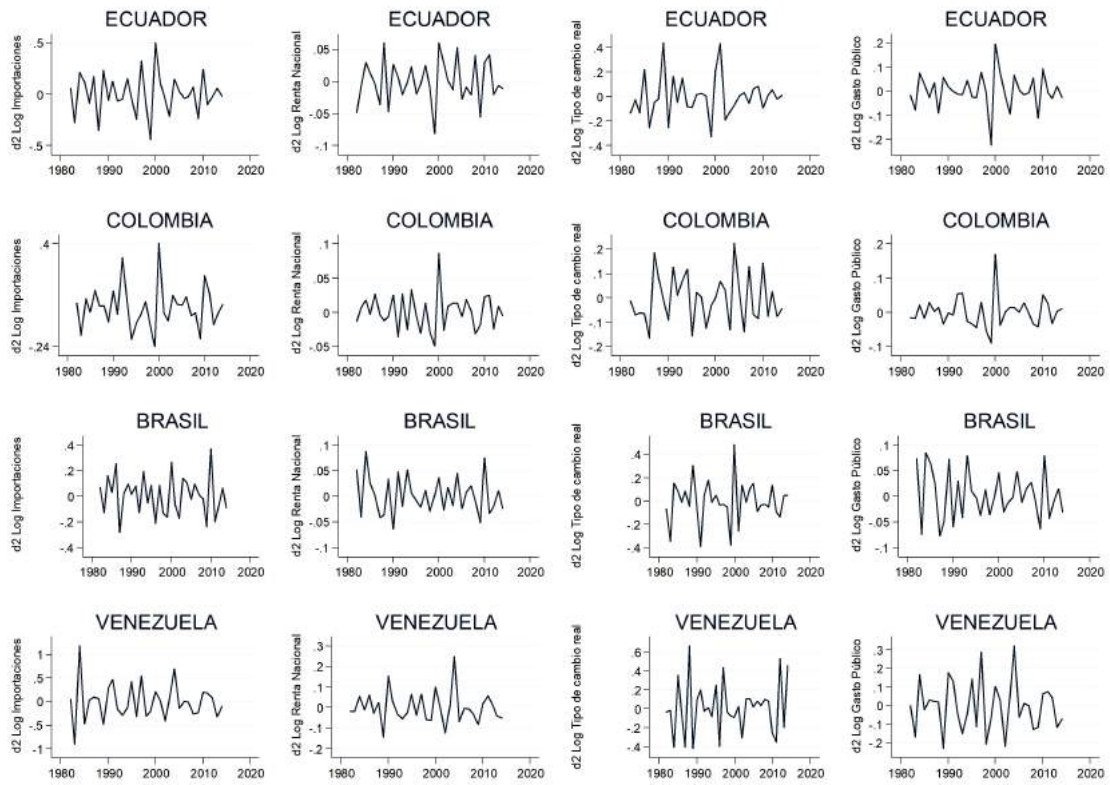 ECUADOR
d2 Log Importaciones
.5
0
-.5
1980 1990 2000 2010 2020
ECUADOR
d2 Log Renta Nacional
.05
0
-.05
-.1
1980 1990 2000 2010 2020
ECUADOR
d2 Log Tipo de cambio real
.4
.2
0
-.2
-.4
1980 1990 2000 2010 2020
ECUADOR
d2 Log Gasto Público
.2
.1
0
-.1
-.2
1980 1990 2000 2010 2020
COLOMBIA
d2 Log Importaciones
.4
-.24
1980 1990 2000 2010 2020
COLOMBIA
d2 Log Renta Nacional
.1
.05
0
-.05
1980 1990 2000 2010 2020
COLOMBIA
d2 Log Tipo de cambio real
.2
.1
0
-.1
-.2
1980 1990 2000 2010 2020
COLOMBIA
d2 Log Gasto Público
.2
.1
0
-.1
1980 1990 2000 2010 2020
BRASIL
d2 Log Importaciones
.4
.2
0
-.2
-.4
1980 1990 2000 2010 2020
BRASIL
d2 Log Renta Nacional
.1
.05
0
-.05
-.1
1980 1990 2000 2010 2020
BRASIL
d2 Log Tipo de cambio real
.4
.2
0
-.2
-.4
1980 1990 2000 2010 2020
BRASIL
d2 Log Gasto Público
.1
.05
0
-.05
-.1
1980 1990 2000 2010 2020
VENEZUELA
d2 Log Importaciones
1
.5
0
-.5
-1
1980 1990 2000 2010 2020
VENEZUELA
d2 Log Renta Nacional
.3
.2
.1
0
-.1
-.2
1980 1990 2000 2010 2020
VENEZUELA
d2 Log Tipo de cambio real
.6
.4
.2
0
-.2
-.4
1980 1990 2000 2010 2020
VENEZUELA
d2 Log Gasto Público
.3
.2
.1
0
-.1
-.2
1980 1990 2000 2010 2020